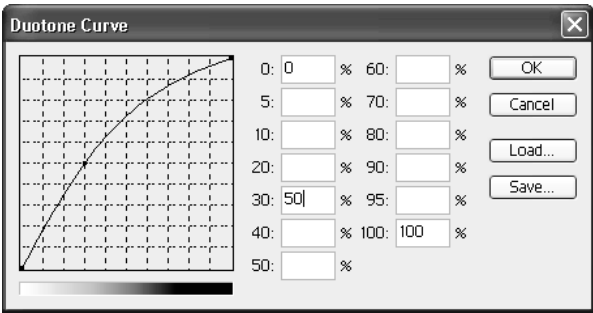 Duotone Curve
0: 0 % 60: % OK
5: % 70: % Cancel
10: % 80: %
20: % 90: % Load...
30: 50 % 95: % Save...
40: % 100: 100 %
50: %